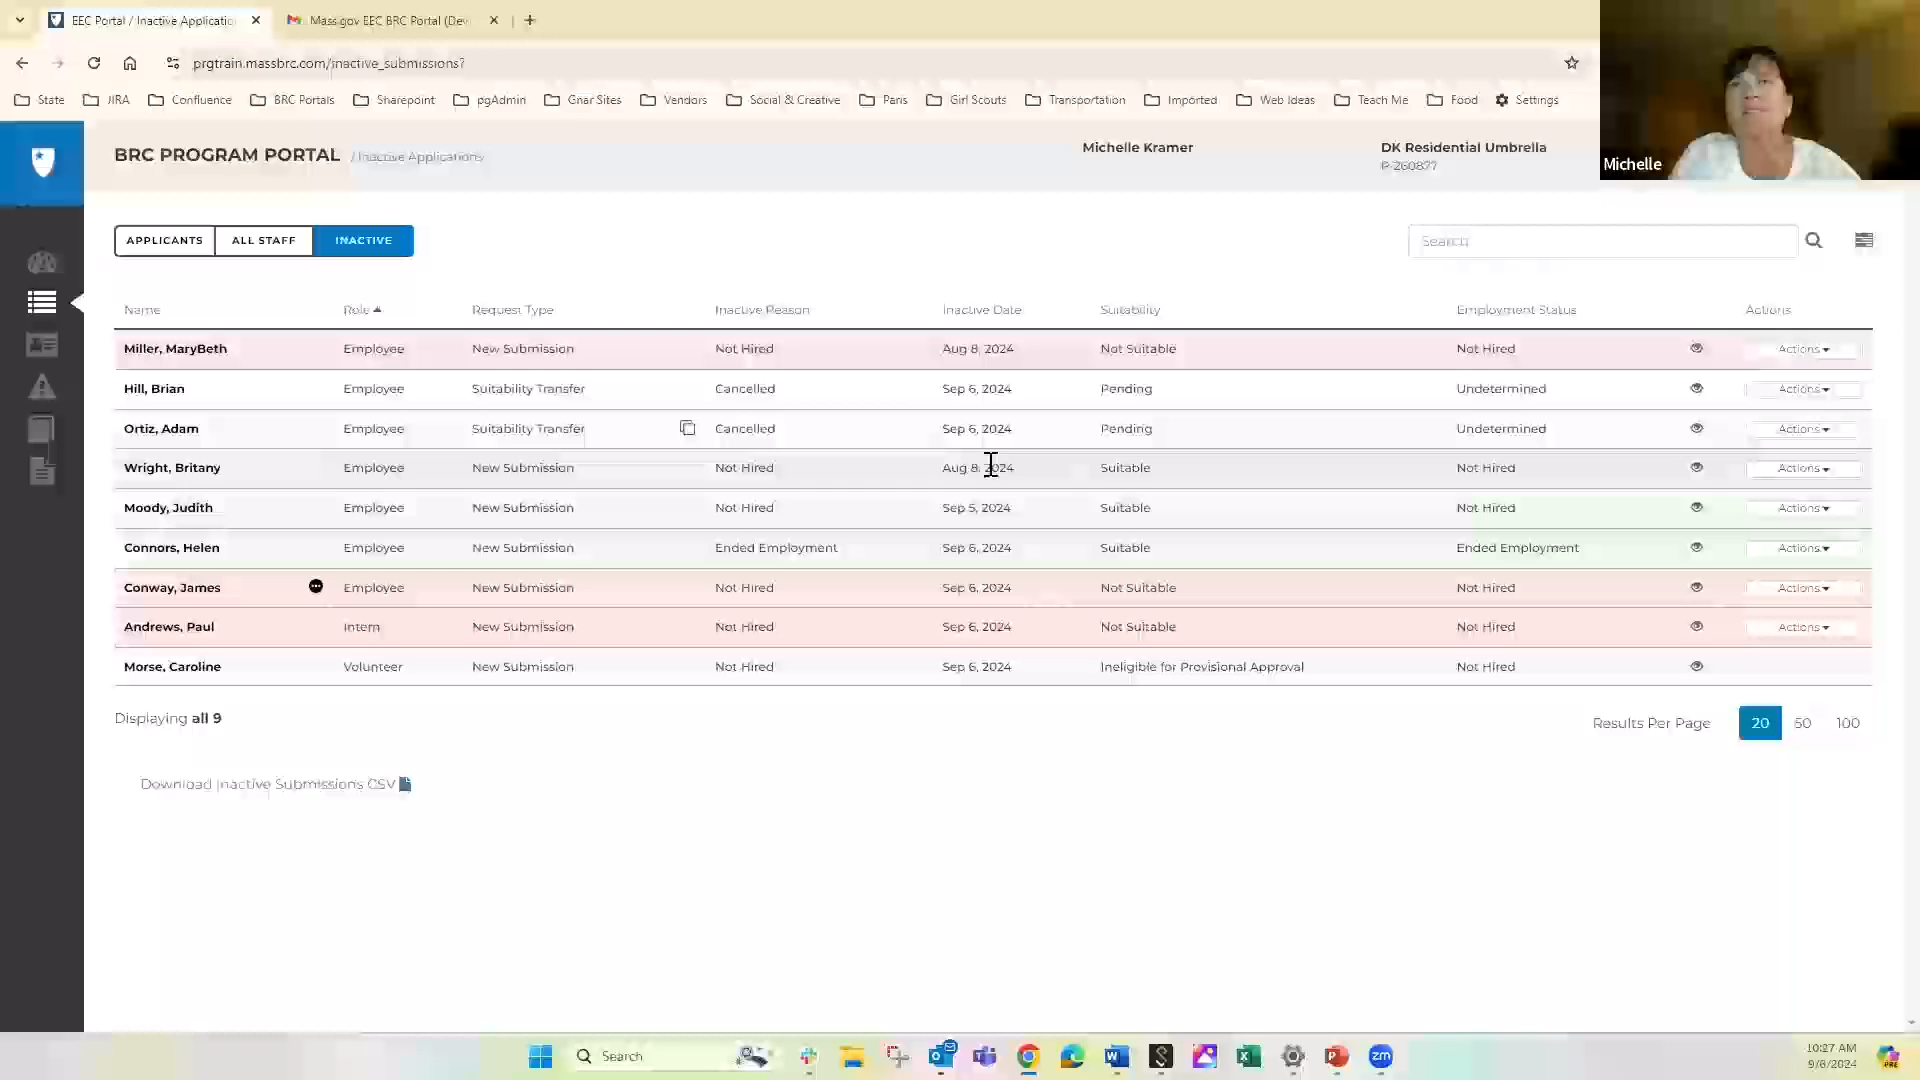 EEC Portal / Inactive Applicatio
Mass.gov EEC BRC Portal (Dev
prgtrain.massbrc.com/inactive_submissions?
State JIRA Confluence BRC Portals Sharepoint pgAdmin Gnar Sites Vendors Social & Creative Paris Girl Scouts Transportation Imported Web Ideas Teach Me Food Settings
Michelle
BRC PROGRAM PORTAL / Inactive Applications
Michelle Kramer
DK Residential Umbrella
P-260877
APPLICANTS ALL STAFF INACTIVE
Search
Name Role Request Type Inactive Reason Inactive Date Suitability Employment Status Actions
Miller, MaryBeth Employee New Submission Not Hired Aug 8, 2024 Not Suitable Not Hired Actions
Hill, Brian Employee Suitability Transfer Cancelled Sep 6, 2024 Pending Undetermined Actions
Ortiz, Adam Employee Suitability Transfer Cancelled Sep 6, 2024 Pending Undetermined Actions
Wright, Britany Employee New Submission Not Hired Aug 8, 2024 Suitable Not Hired Actions
Moody, Judith Employee New Submission Not Hired Sep 5, 2024 Suitable Not Hired Actions
Connors, Helen Employee New Submission Ended Employment Sep 6, 2024 Suitable Ended Employment Actions
Conway, James Employee New Submission Not Hired Sep 6, 2024 Not Suitable Not Hired Actions
Andrews, Paul Intern New Submission Not Hired Sep 6, 2024 Not Suitable Not Hired Actions
Morse, Caroline Volunteer New Submission Not Hired Sep 6, 2024 Ineligible for Provisional Approval Not Hired
Displaying all 9
Results Per Page 20 50 100
Download Inactive Submissions CSV
Search
zm
10:27 AM
9/6/2024
PRE